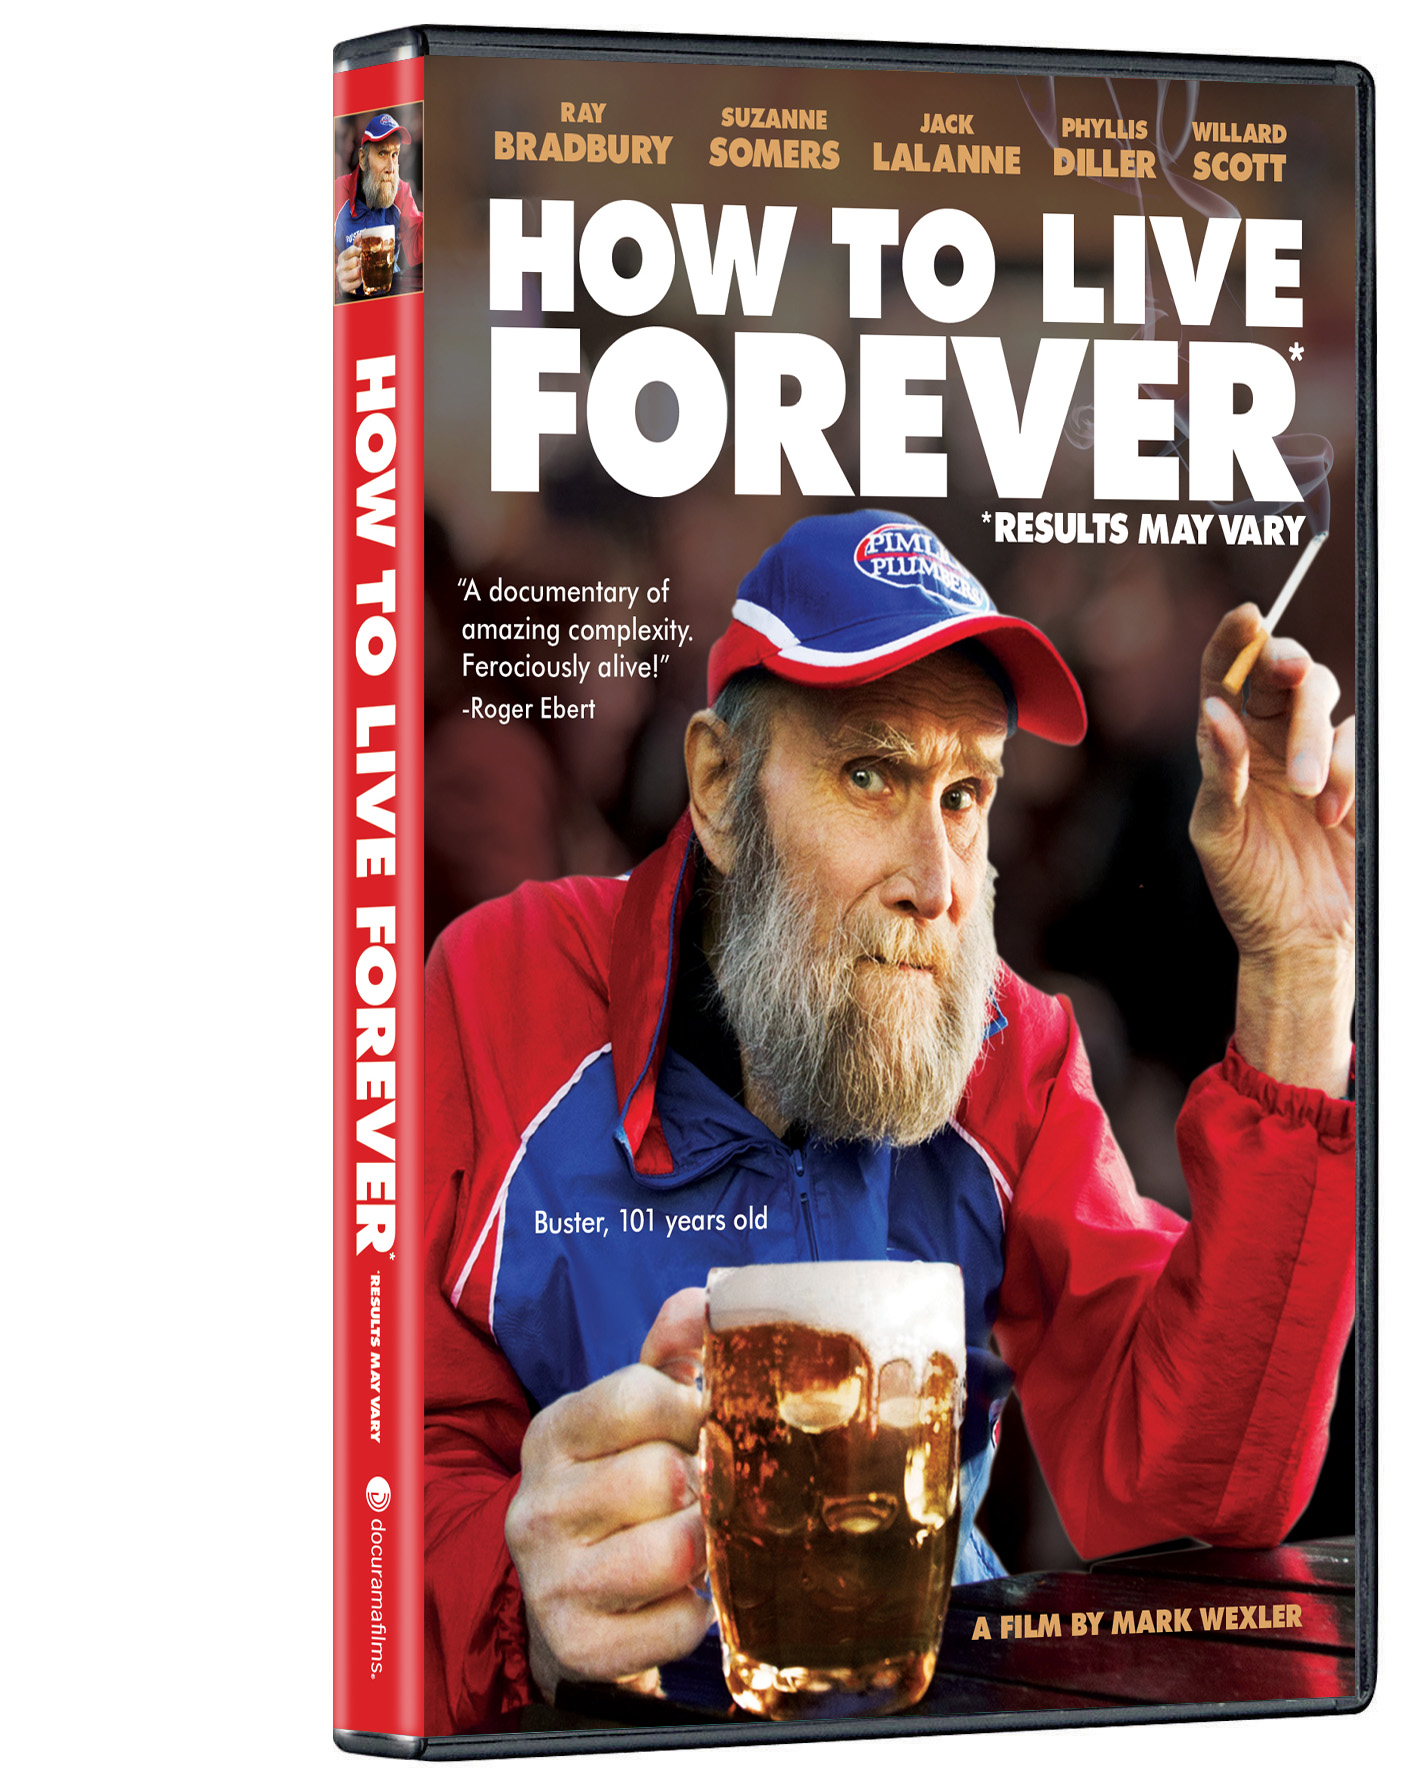 RAY
BRADBURY
SUZANNE
SOMERS
JACK
LALANNE
PHYLLIS
DILLER
WILLARD
SCOTT
HOW TO LIVE
FOREVER*
*RESULTS MAY VARY
"A documentary of
amazing complexity.
Ferociously alive!"
-Roger Ebert
PLUMBERS
Buster, 101 years old
A FILM BY MARK WEXLER
HOW TO LIVE FOREVER*
*RESULTS MAY VARY
docuramafilms.